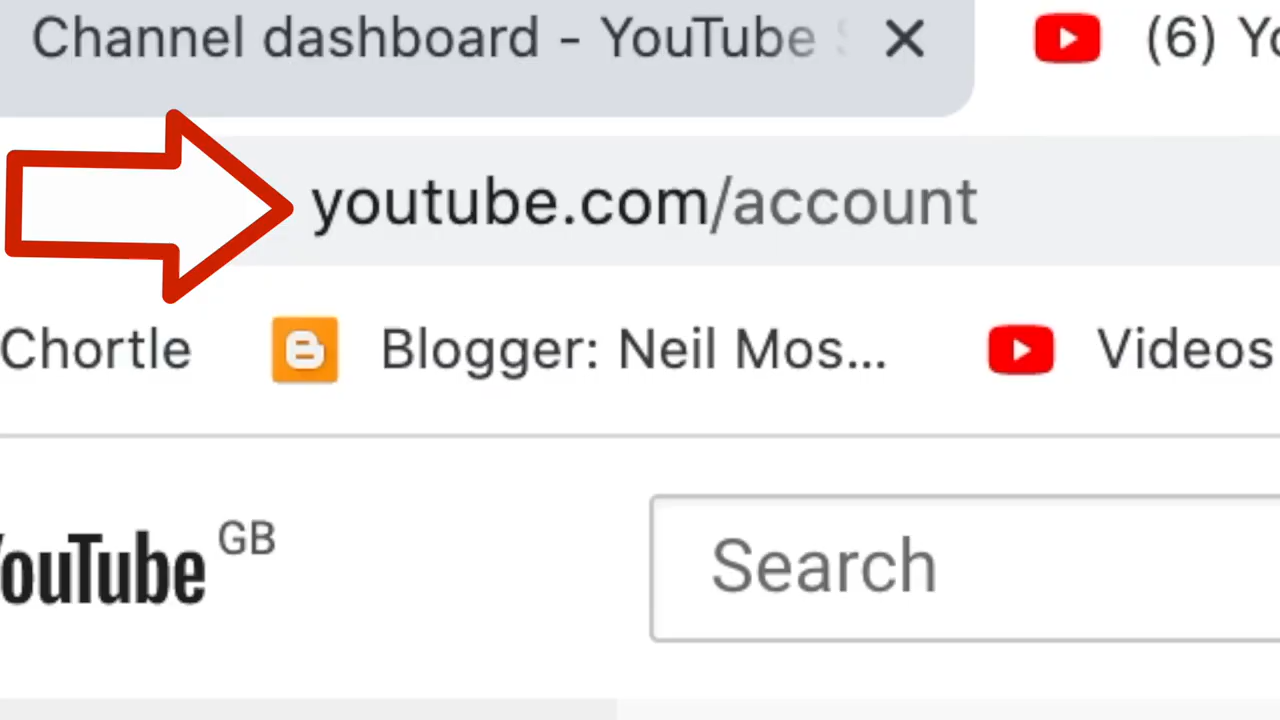 Channel dashboard - YouTube
(6) Yo
youtube.com/account
Chortle
Blogger: Neil Mos...
Videos
YouTube GB
Search